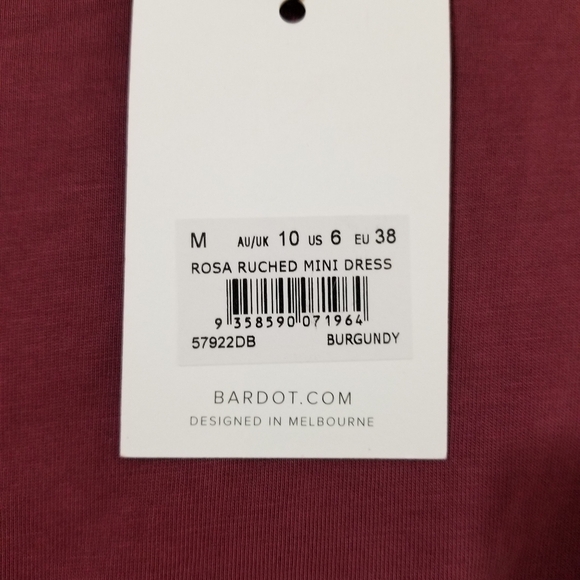 M AU/UK 10 US 6 EU 38
ROSA RUCHED MINI DRESS
9 358590 071964
57922DB BURGUNDY
BARDOT.COM
DESIGNED IN MELBOURNE